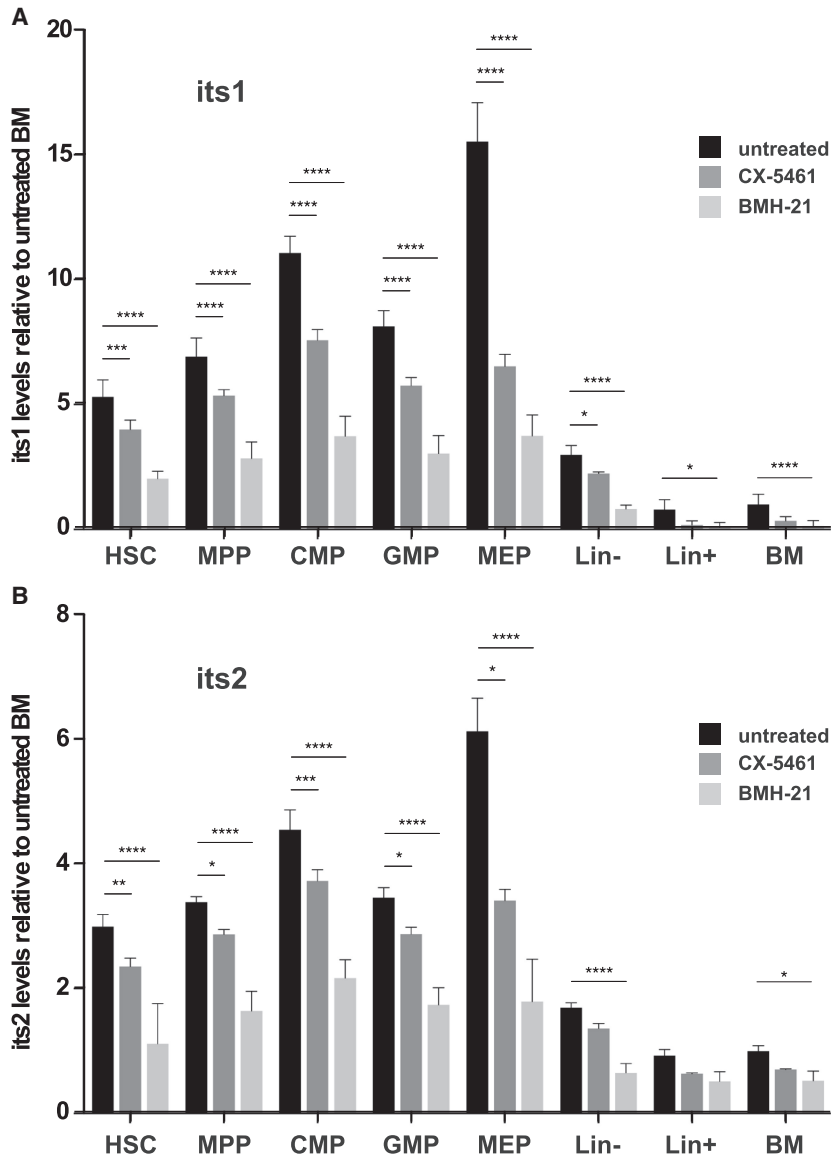 A
its1 levels relative to untreated BM
20
15
10
5
0
its1
untreated
CX-5461
BMH-21
*** ****
**** ****
**** ****
**** ****
**** ****
* ****
*
****
HSC MPP CMP GMP MEP Lin- Lin+ BM
B
its2 levels relative to untreated BM
8
6
4
2
0
its2
untreated
CX-5461
BMH-21
** ****
* ****
*** ****
* ****
* ****
****
*
HSC MPP CMP GMP MEP Lin- Lin+ BM